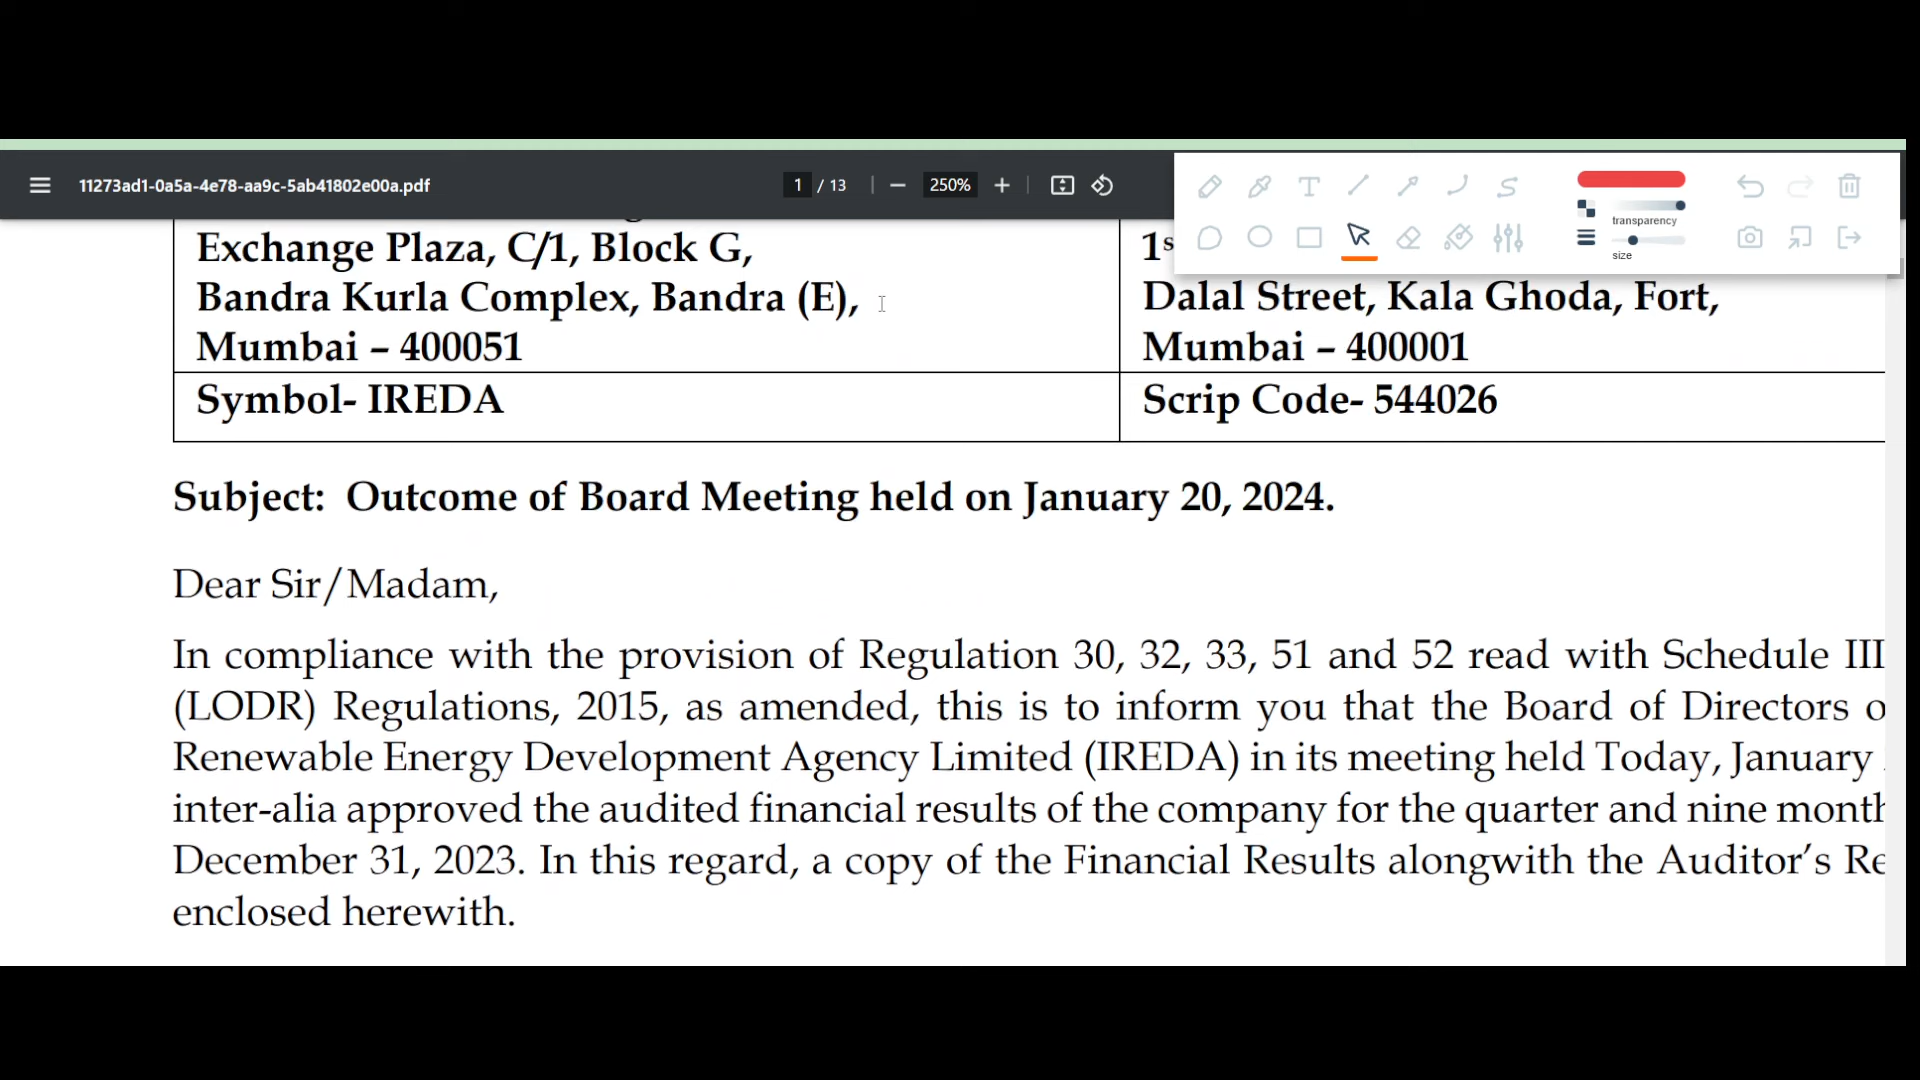 11273ad1-0a5a-4e78-aa9c-5ab41802e00a.pdf
1 / 13
250%
transparency
size
Exchange Plaza, C/1, Block G,
Bandra Kurla Complex, Bandra (E),
Mumbai – 400051
1s
Dalal Street, Kala Ghoda, Fort,
Mumbai – 400001
Symbol- IREDA
Scrip Code- 544026
Subject: Outcome of Board Meeting held on January 20, 2024.
Dear Sir/Madam,
In compliance with the provision of Regulation 30, 32, 33, 51 and 52 read with Schedule III
(LODR) Regulations, 2015, as amended, this is to inform you that the Board of Directors o
Renewable Energy Development Agency Limited (IREDA) in its meeting held Today, January
inter-alia approved the audited financial results of the company for the quarter and nine month
December 31, 2023. In this regard, a copy of the Financial Results alongwith the Auditor's Re
enclosed herewith.